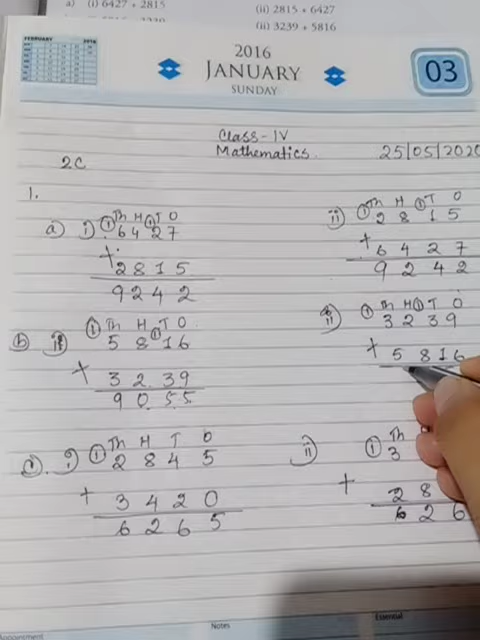 a) (i) 6427 + 2815 (ii) 2815 + 6427
(ii) 3239 + 5816
FEBRUARY 2016
2016
JANUARY
SUNDAY
03
Class - IV
Mathematics.
25|05|2020
2C
1.
a) i) ① Th H ① T O
6 4 2 7
+ 2 8 1 5
9 2 4 2
ii) ① Th H ① T O
2 8 1 5
+ 6 4 2 7
9 2 4 2
b) i) ① Th H ① T O
5 8 1 6
+ 3 2 3 9
9 0 5 5
ii) ① Th H ① T O
3 2 3 9
+ 5 8 1 6
c) i) ① Th H T O
2 8 4 5
+ 3 4 2 0
6 2 6 5
ii) ① Th
3
+ 2 8
6 2 6
Appointment
Notes
Essential